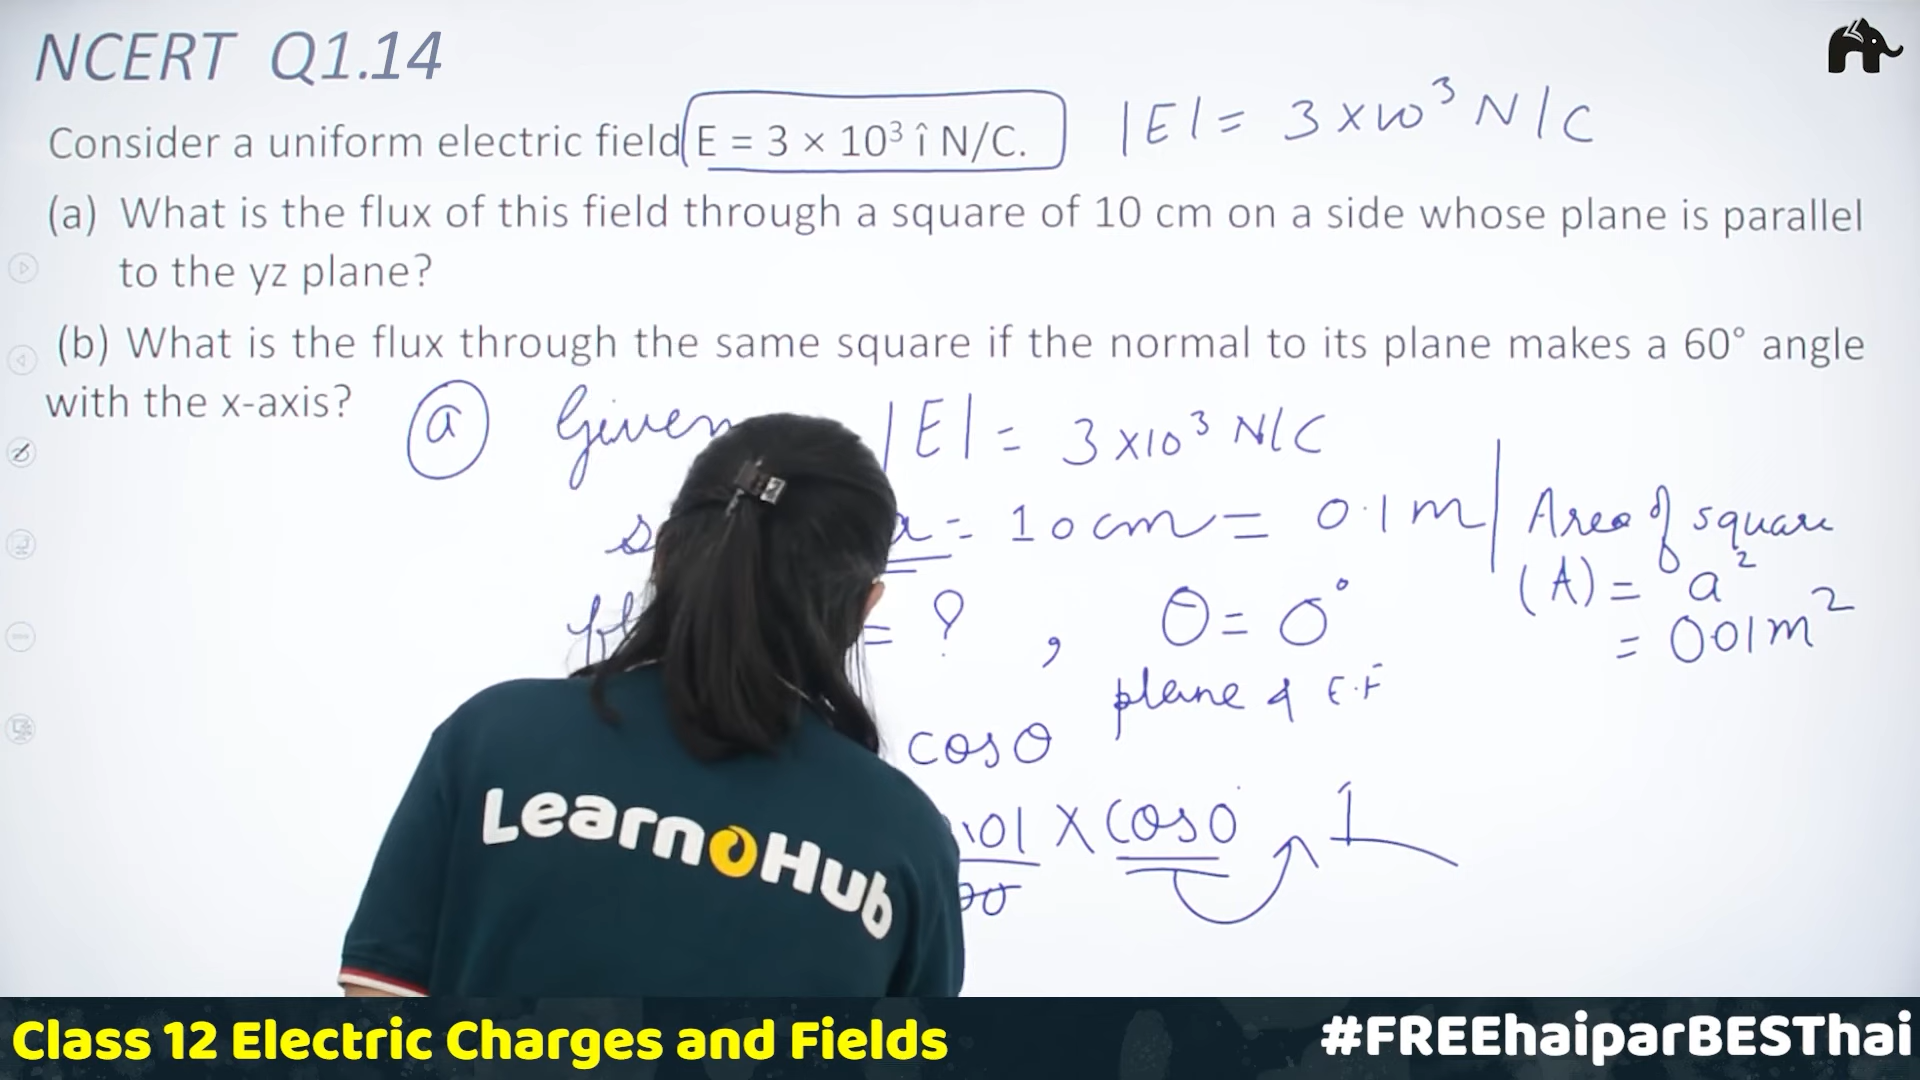 NCERT Q1.14
Consider a uniform electric field E = 3 × 10³ î N/C.
|E| = 3 × 10³ N/C
(a) What is the flux of this field through a square of 10 cm on a side whose plane is parallel
to the yz plane?
(b) What is the flux through the same square if the normal to its plane makes a 60° angle
with the x-axis?
(a) Given |E| = 3 × 10³ N/C
a = 10 cm = 0.1 m | Area of square
(A) = a²
= ? , θ = 0°
= 0.01 m²
plane & E.F
cos θ
.01 × cos 0° 1
LearnoHub
Class 12 Electric Charges and Fields
#FREEhaiparBESThai